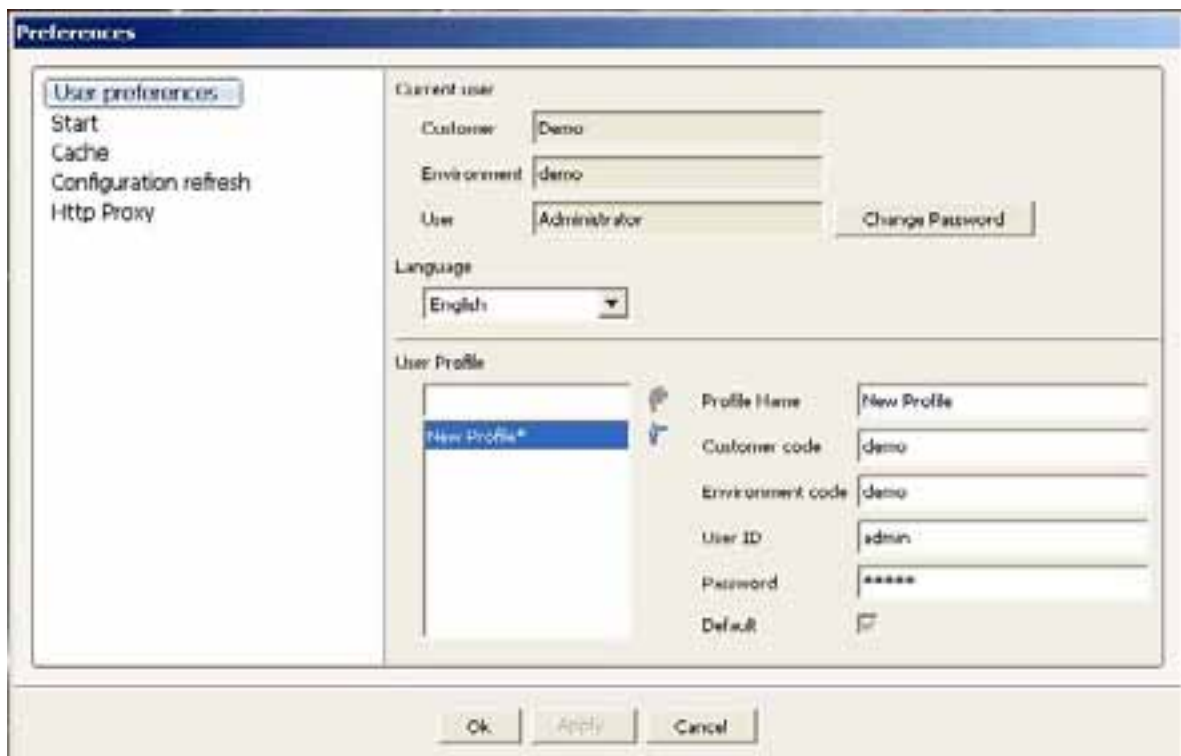 Preferences
User preferences
Start
Cache
Configuration refresh
Http Proxy
Current user
Customer Demo
Environment demo
User Administrator Change Password
Language
English
User Profile
New Profile*
Profile Name New Profile
Customer code demo
Environment code demo
User ID admin
Password *****
Default
Ok Apply Cancel